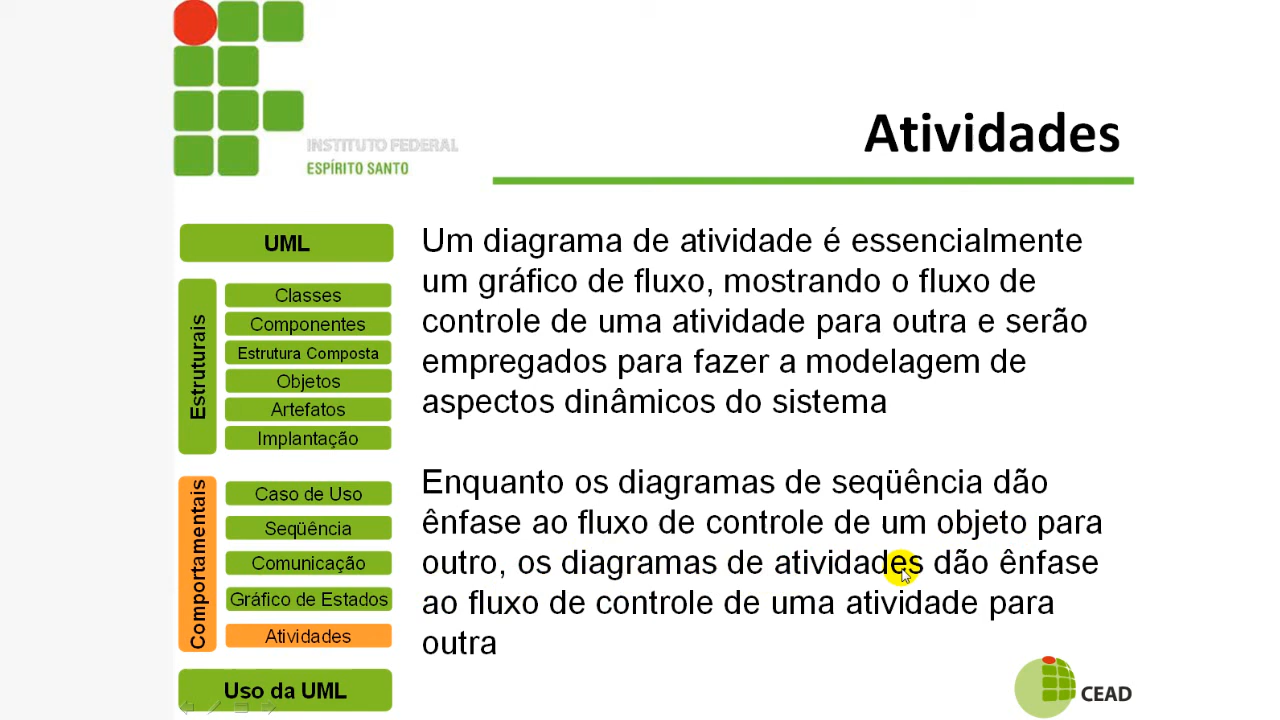 INSTITUTO FEDERAL
ESPÍRITO SANTO
Atividades
UML
Estruturais
Classes
Componentes
Estrutura Composta
Objetos
Artefatos
Implantação
Comportamentais
Caso de Uso
Seqüência
Comunicação
Gráfico de Estados
Atividades
Uso da UML
Um diagrama de atividade é essencialmente
um gráfico de fluxo, mostrando o fluxo de
controle de uma atividade para outra e serão
empregados para fazer a modelagem de
aspectos dinâmicos do sistema
Enquanto os diagramas de seqüência dão
ênfase ao fluxo de controle de um objeto para
outro, os diagramas de atividades dão ênfase
ao fluxo de controle de uma atividade para
outra
CEAD